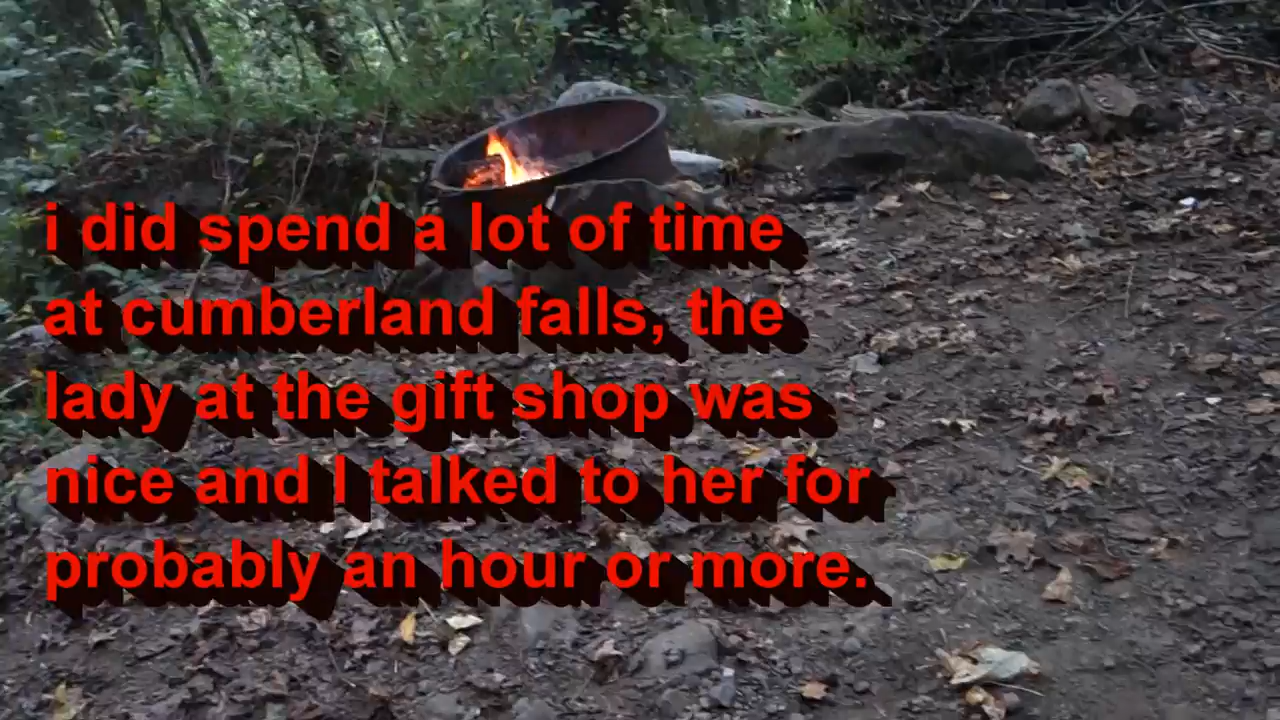 i did spend a lot of time
at cumberland falls, the
lady at the gift shop was
nice and I talked to her for
probably an hour or more.